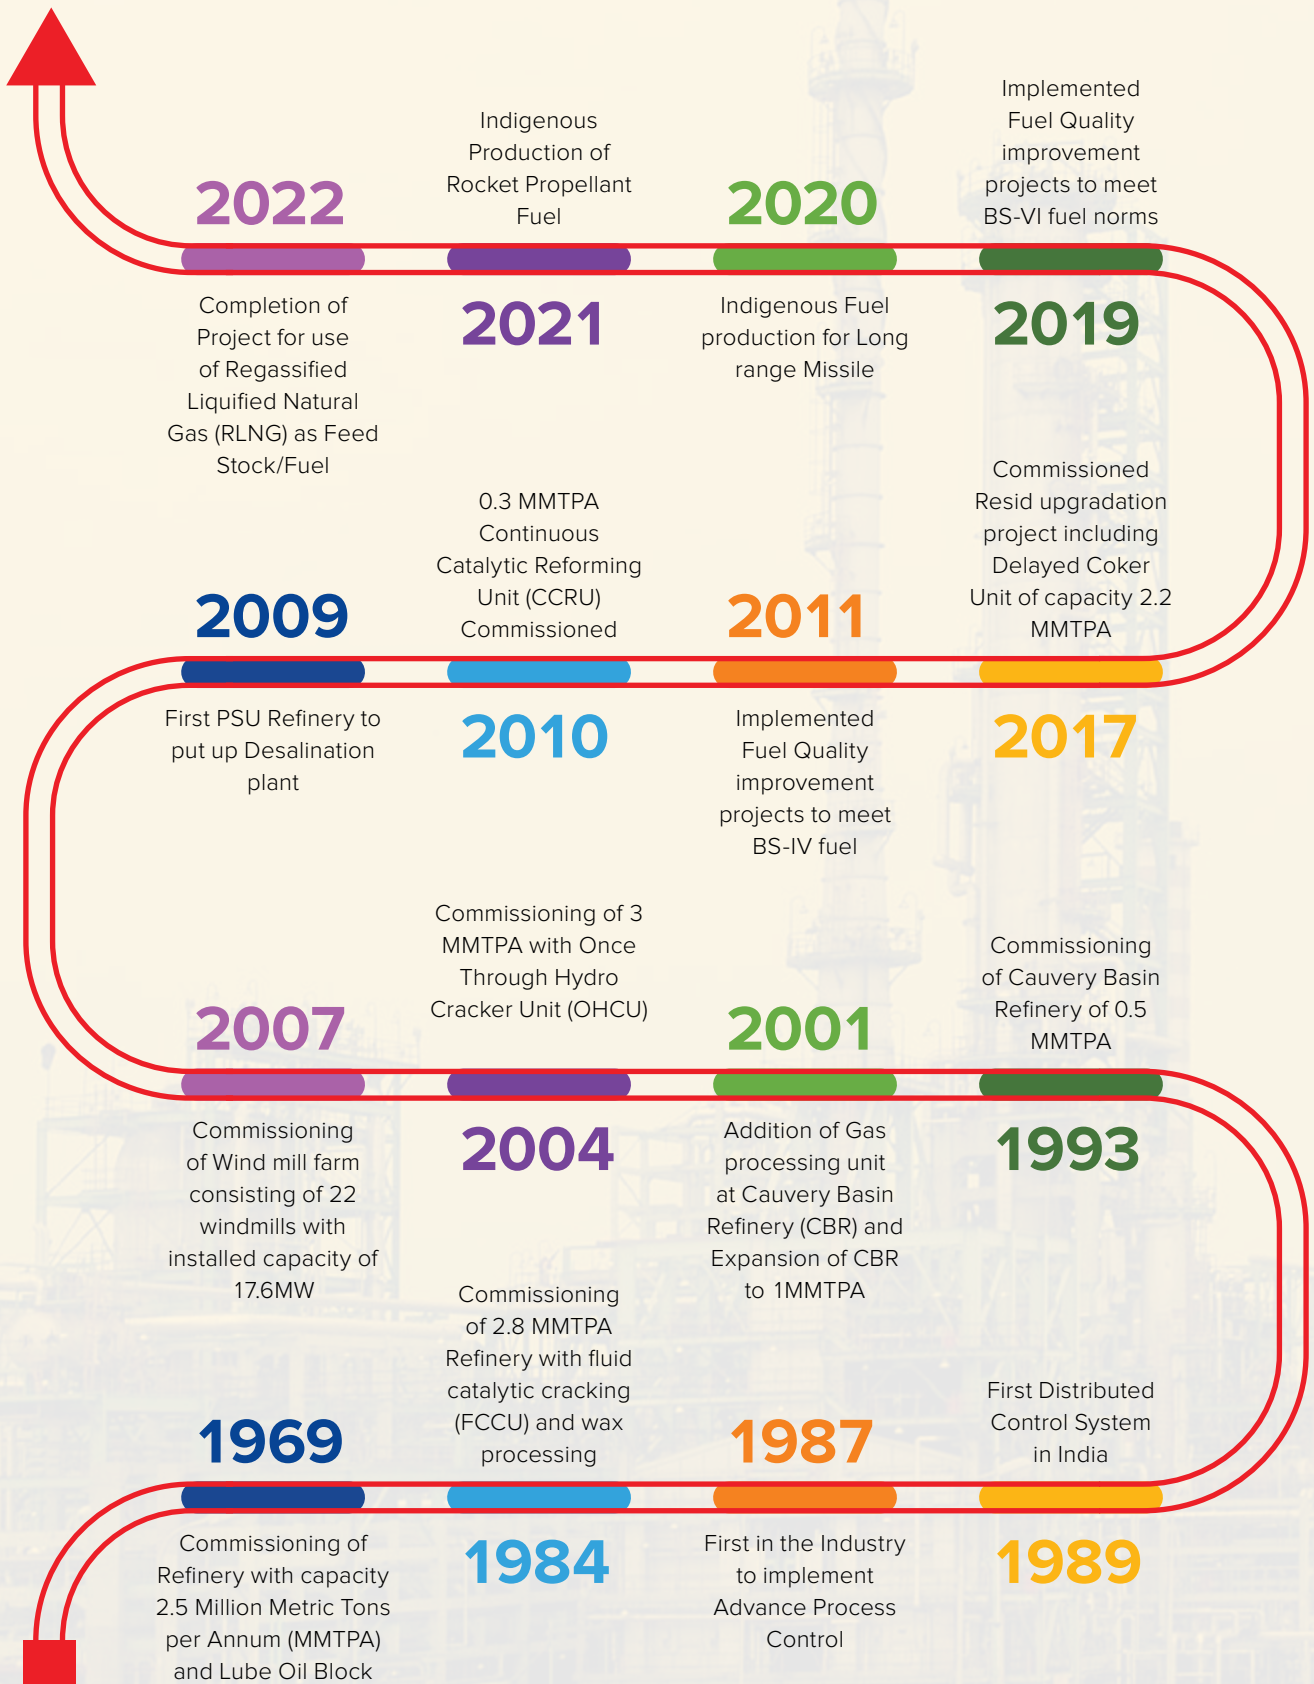 2022
Completion of
Project for use
of Regassified
Liquified Natural
Gas (RLNG) as Feed
Stock/Fuel
Indigenous
Production of
Rocket Propellant
Fuel
2021
2020
Indigenous Fuel
production for Long
range Missile
Implemented
Fuel Quality
improvement
projects to meet
BS-VI fuel norms
2019
2009
First PSU Refinery to
put up Desalination
plant
0.3 MMTPA
Continuous
Catalytic Reforming
Unit (CCRU)
Commissioned
2010
2011
Implemented
Fuel Quality
improvement
projects to meet
BS-IV fuel
Commissioned
Resid upgradation
project including
Delayed Coker
Unit of capacity 2.2
MMTPA
2017
2007
Commissioning
of Wind mill farm
consisting of 22
windmills with
installed capacity of
17.6MW
Commissioning of 3
MMTPA with Once
Through Hydro
Cracker Unit (OHCU)
2004
2001
Addition of Gas
processing unit
at Cauvery Basin
Refinery (CBR) and
Expansion of CBR
to 1MMTPA
Commissioning
of Cauvery Basin
Refinery of 0.5
MMTPA
1993
1969
Commissioning of
Refinery with capacity
2.5 Million Metric Tons
per Annum (MMTPA)
and Lube Oil Block
Commissioning
of 2.8 MMTPA
Refinery with fluid
catalytic cracking
(FCCU) and wax
processing
1984
1987
First in the Industry
to implement
Advance Process
Control
First Distributed
Control System
in India
1989